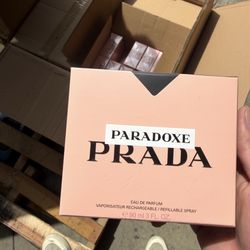 PARADOXE
PRADA
EAU DE PARFUM
VAPORISATEUR RECHARGEABLE / REFILLABLE SPRAY
℮ 90 ml 3 FL. OZ.